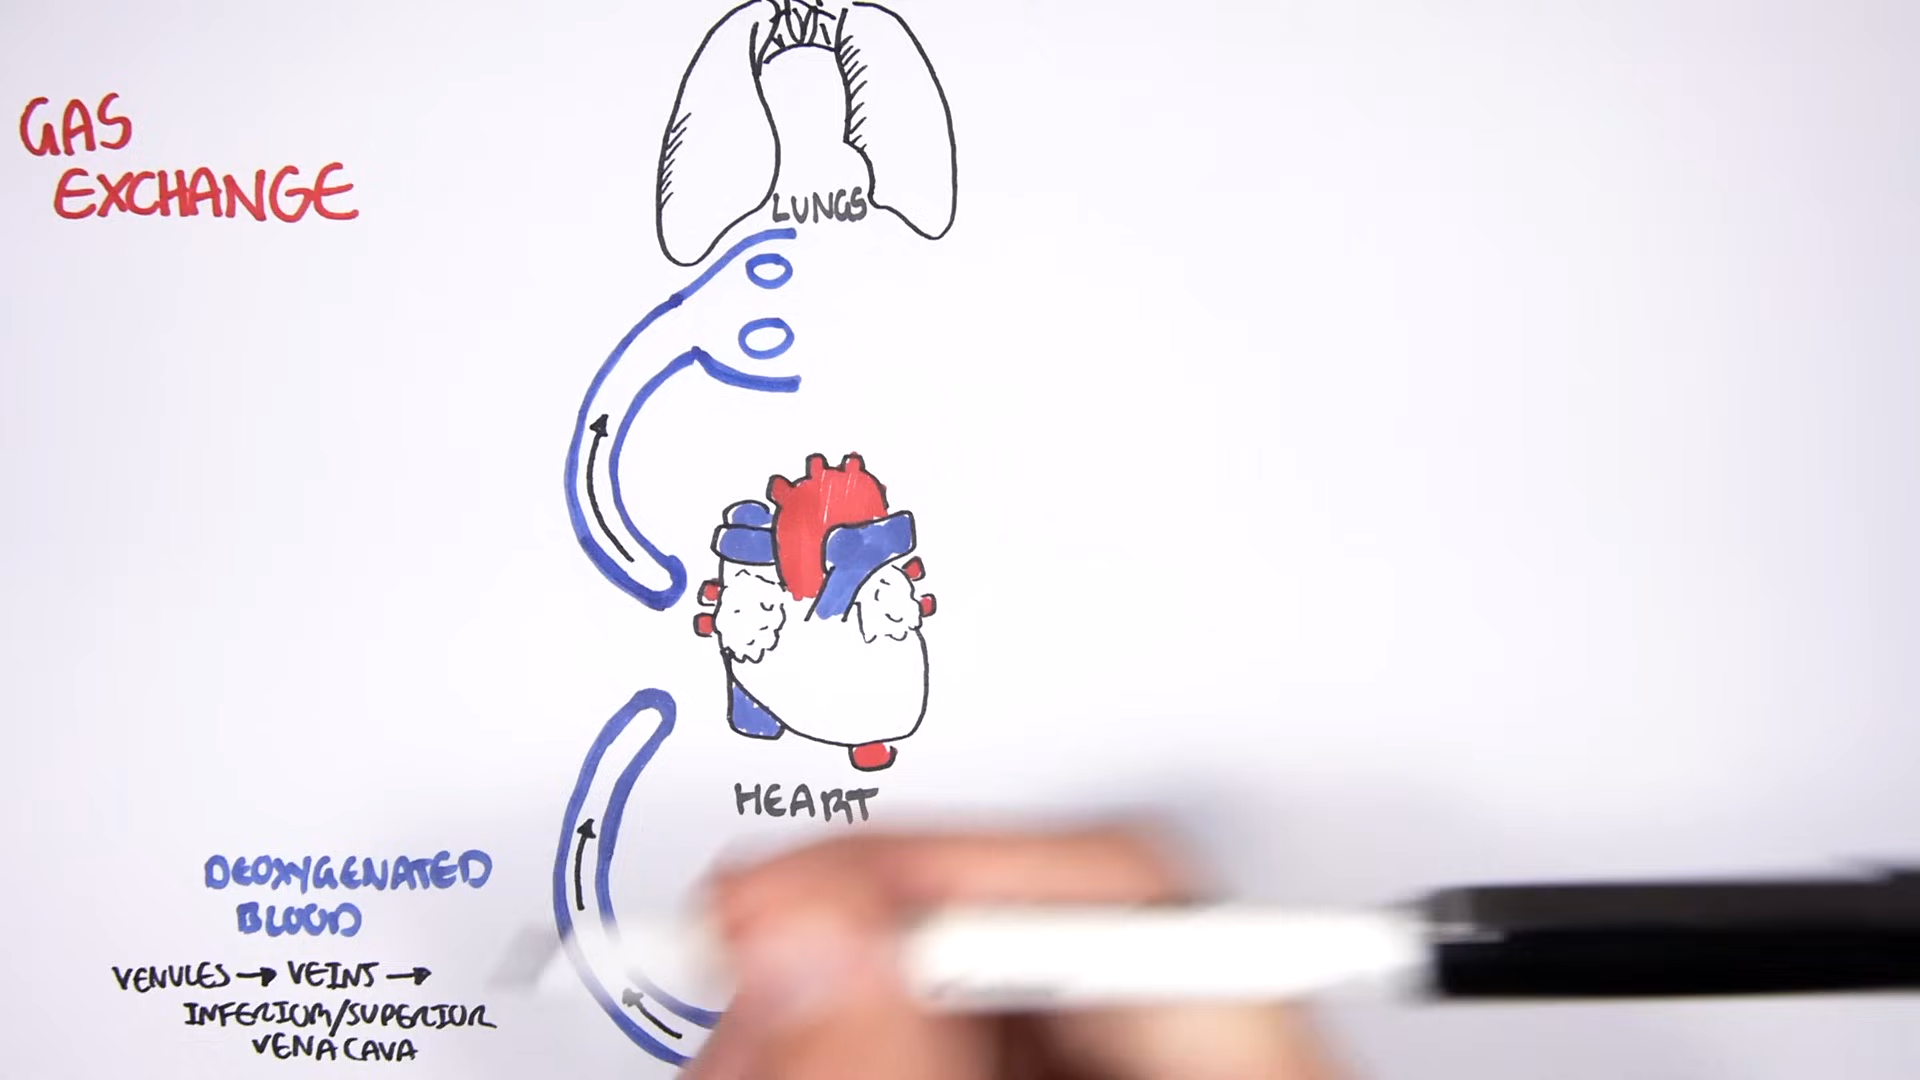 GAS
EXCHANGE
LUNGS
HEART
DEOXYGENATED
BLOOD
VENULES → VEINS →
INFERIOR/SUPERIOR
VENA CAVA